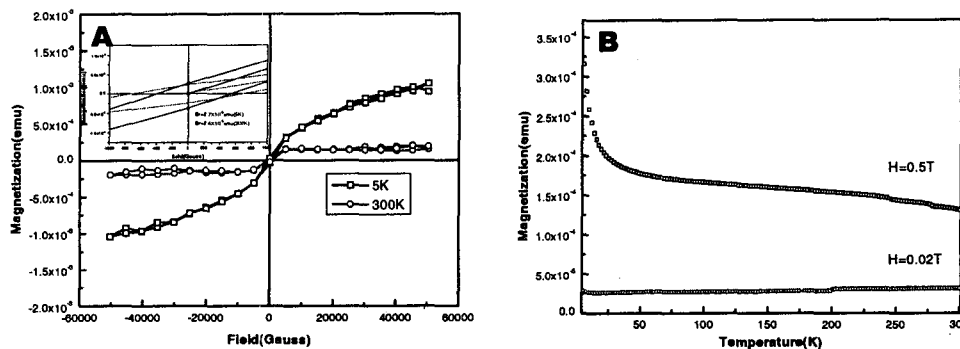 A
2.0x10⁻³
1.5x10⁻³
1.0x10⁻³
5.0x10⁻⁴
0.0
-5.0x10⁻⁴
-1.0x10⁻³
-1.5x10⁻³
-2.0x10⁻³
Magnetization(emu)
-60000 -40000 -20000 0 20000 40000 60000
Field(Gauss)
5K
300K
Field(Gauss)
B
3.5x10⁻⁴
3.0x10⁻⁴
2.5x10⁻⁴
2.0x10⁻⁴
1.5x10⁻⁴
1.0x10⁻⁴
5.0x10⁻⁵
0.0
Magnetization(emu)
H=0.5T
H=0.02T
50 100 150 200 250 300
Temperature(K)